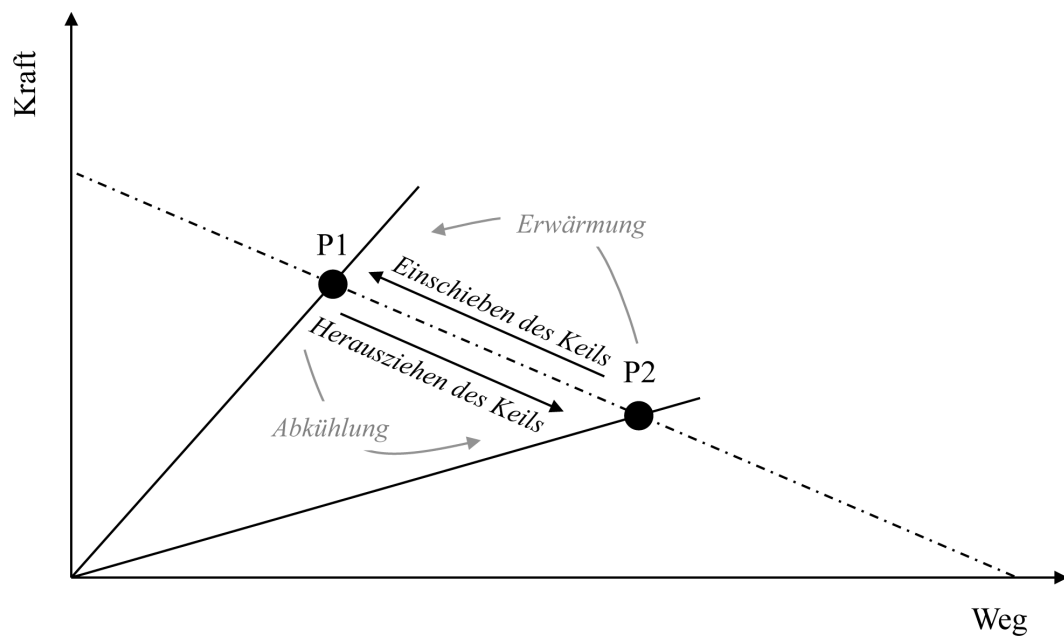 Kraft
Erwärmung
P1
Einschieben des Keils
Herausziehen des Keils
P2
Abkühlung
Weg